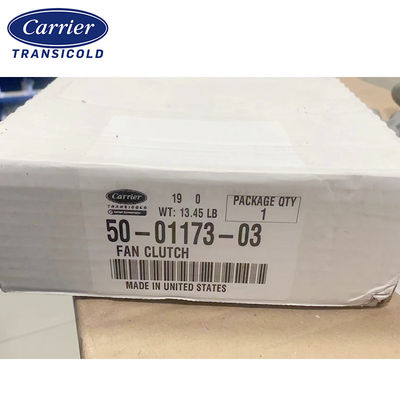 Carrier
TRANSICOLD
Carrier
TRANSICOLD
19 0
WT: 13.45 LB
PACKAGE QTY
1
50-01173-03
FAN CLUTCH
MADE IN UNITED STATES